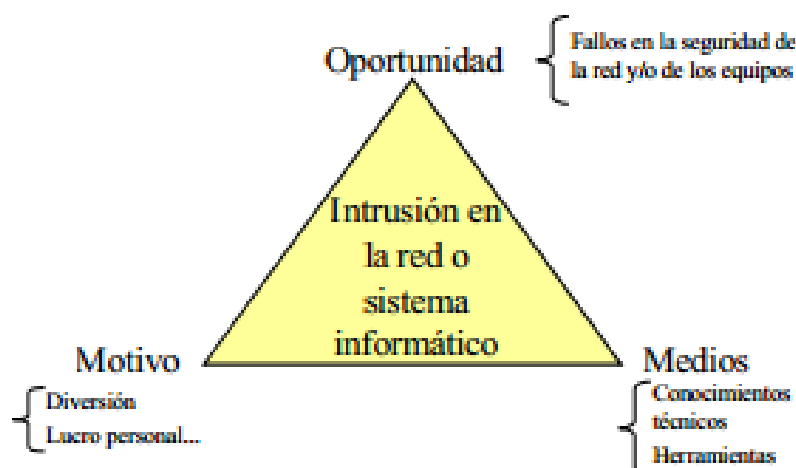 Oportunidad
Fallos en la seguridad de
la red y/o de los equipos
Intrusión en
la red o
sistema
informático
Motivo
Diversión
Lucro personal...
Medios
Conocimientos
técnicos
Herramientas